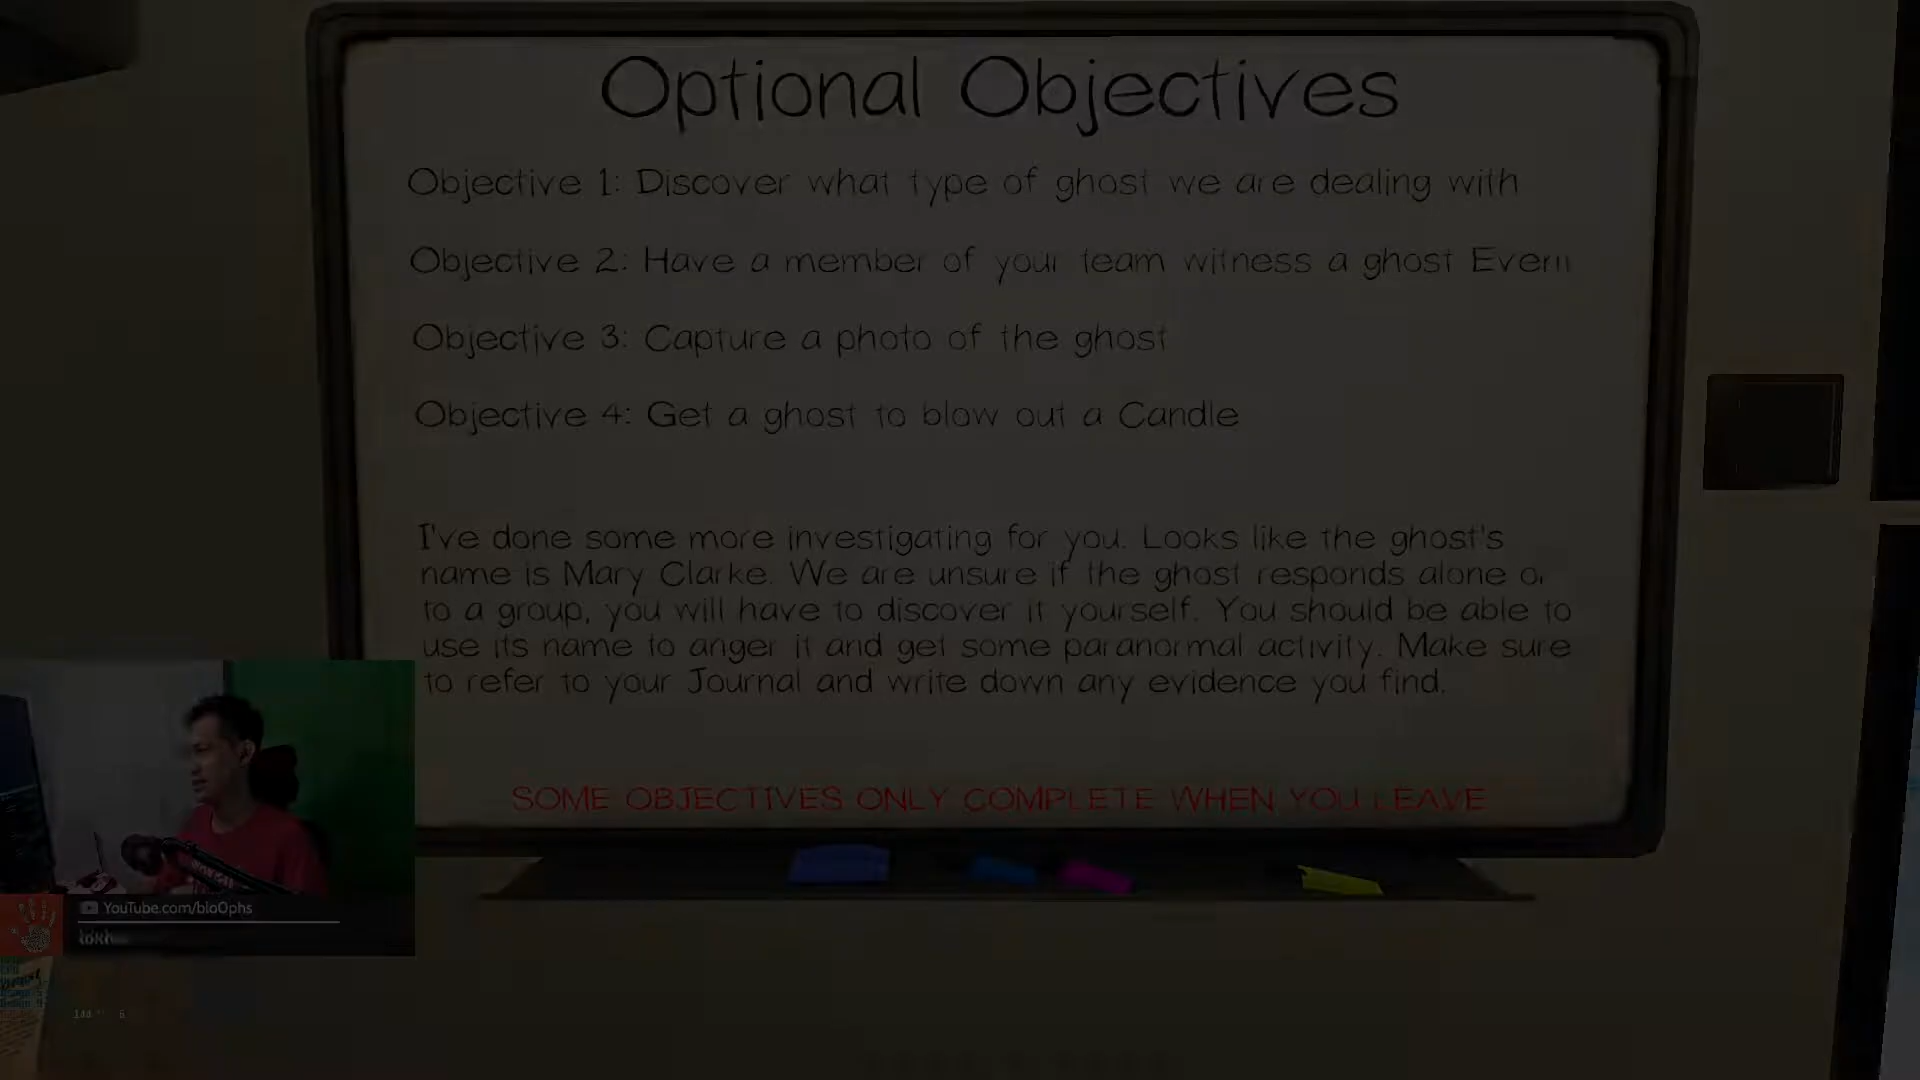 Optional Objectives
Objective 1: Discover what type of ghost we are dealing with
Objective 2: Have a member of your team witness a ghost Event
Objective 3: Capture a photo of the ghost
Objective 4: Get a ghost to blow out a Candle
I've done some more investigating for you. Looks like the ghost's
name is Mary Clarke. We are unsure if the ghost responds alone or
to a group, you will have to discover it yourself. You should be able to
use its name to anger it and get some paranormal activity. Make sure
to refer to your Journal and write down any evidence you find.
SOME OBJECTIVES ONLY COMPLETE WHEN YOU LEAVE
YouTube.com/bloOphs